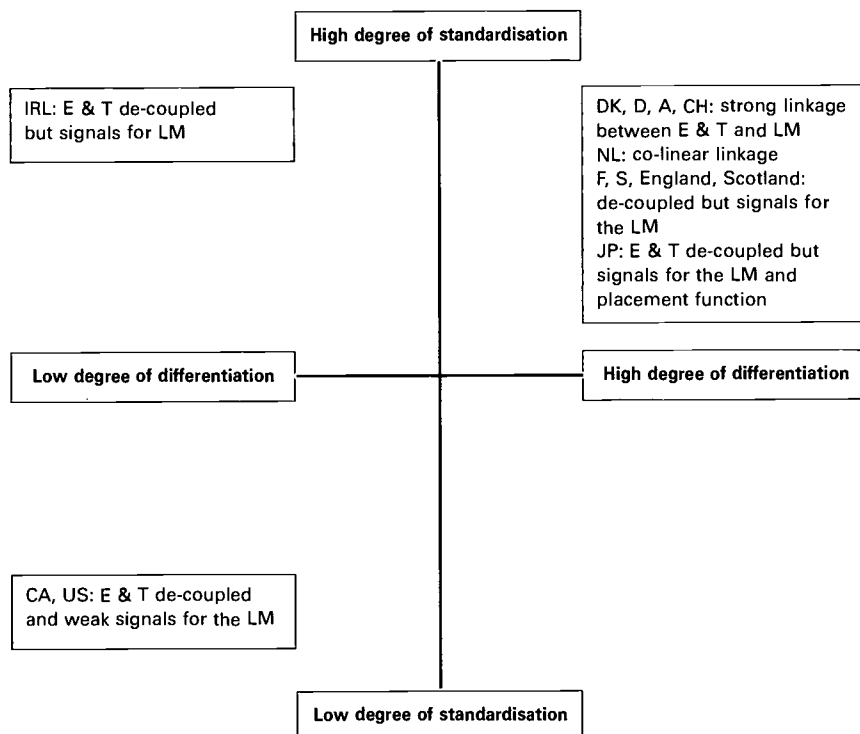 High degree of standardisation
IRL: E & T de-coupled
but signals for LM
DK, D, A, CH: strong linkage
between E & T and LM
NL: co-linear linkage
F, S, England, Scotland:
de-coupled but signals for
the LM
JP: E & T de-coupled but
signals for the LM and
placement function
Low degree of differentiation
High degree of differentiation
CA, US: E & T de-coupled
and weak signals for the LM
Low degree of standardisation